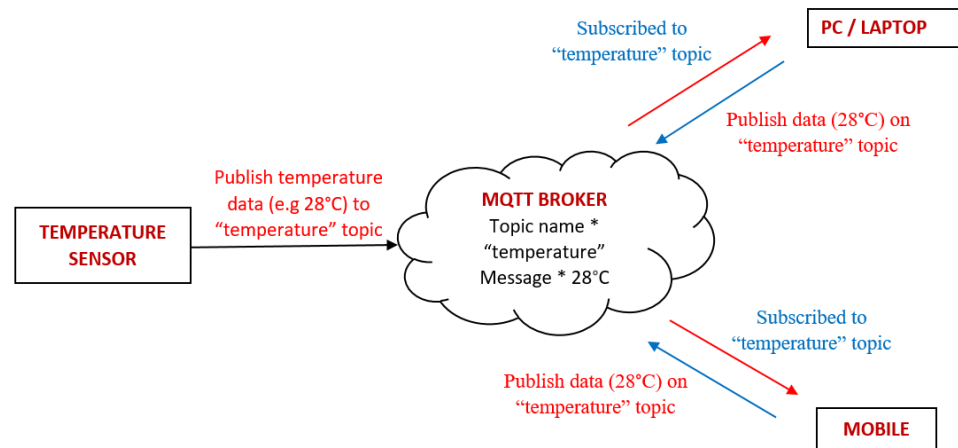 Subscribed to
“temperature” topic
PC / LAPTOP
Publish data (28°C) on
“temperature” topic
Publish temperature
data (e.g 28°C) to
“temperature” topic
TEMPERATURE
SENSOR
MQTT BROKER
Topic name *
“temperature”
Message * 28°C
Subscribed to
“temperature” topic
Publish data (28°C) on
“temperature” topic
MOBILE